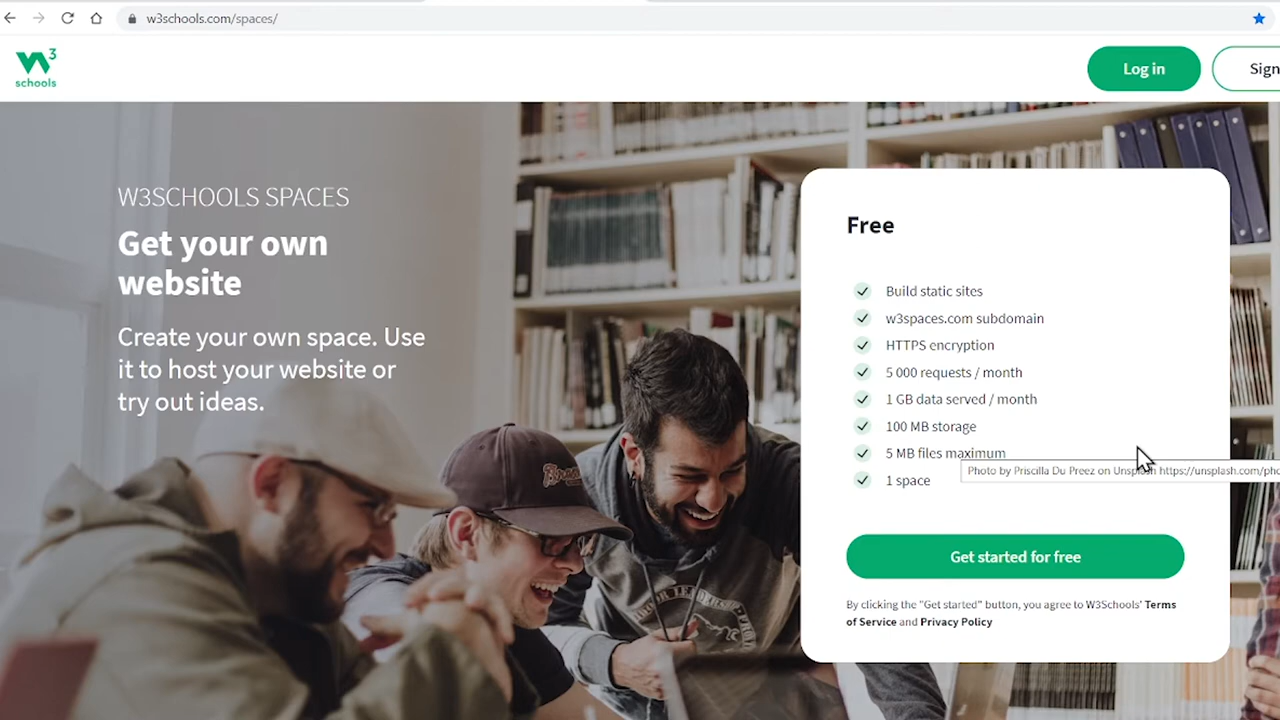 w3schools.com/spaces/
W3 schools
Log in
Sign
W3SCHOOLS SPACES
Get your own
website
Create your own space. Use
it to host your website or
try out ideas.
Free
Build static sites
w3spaces.com subdomain
HTTPS encryption
5 000 requests / month
1 GB data served / month
100 MB storage
5 MB files maximum
Photo by Priscilla Du Preez on Unsplash https://unsplash.com/pho
1 space
Get started for free
By clicking the "Get started" button, you agree to W3Schools' Terms
of Service and Privacy Policy